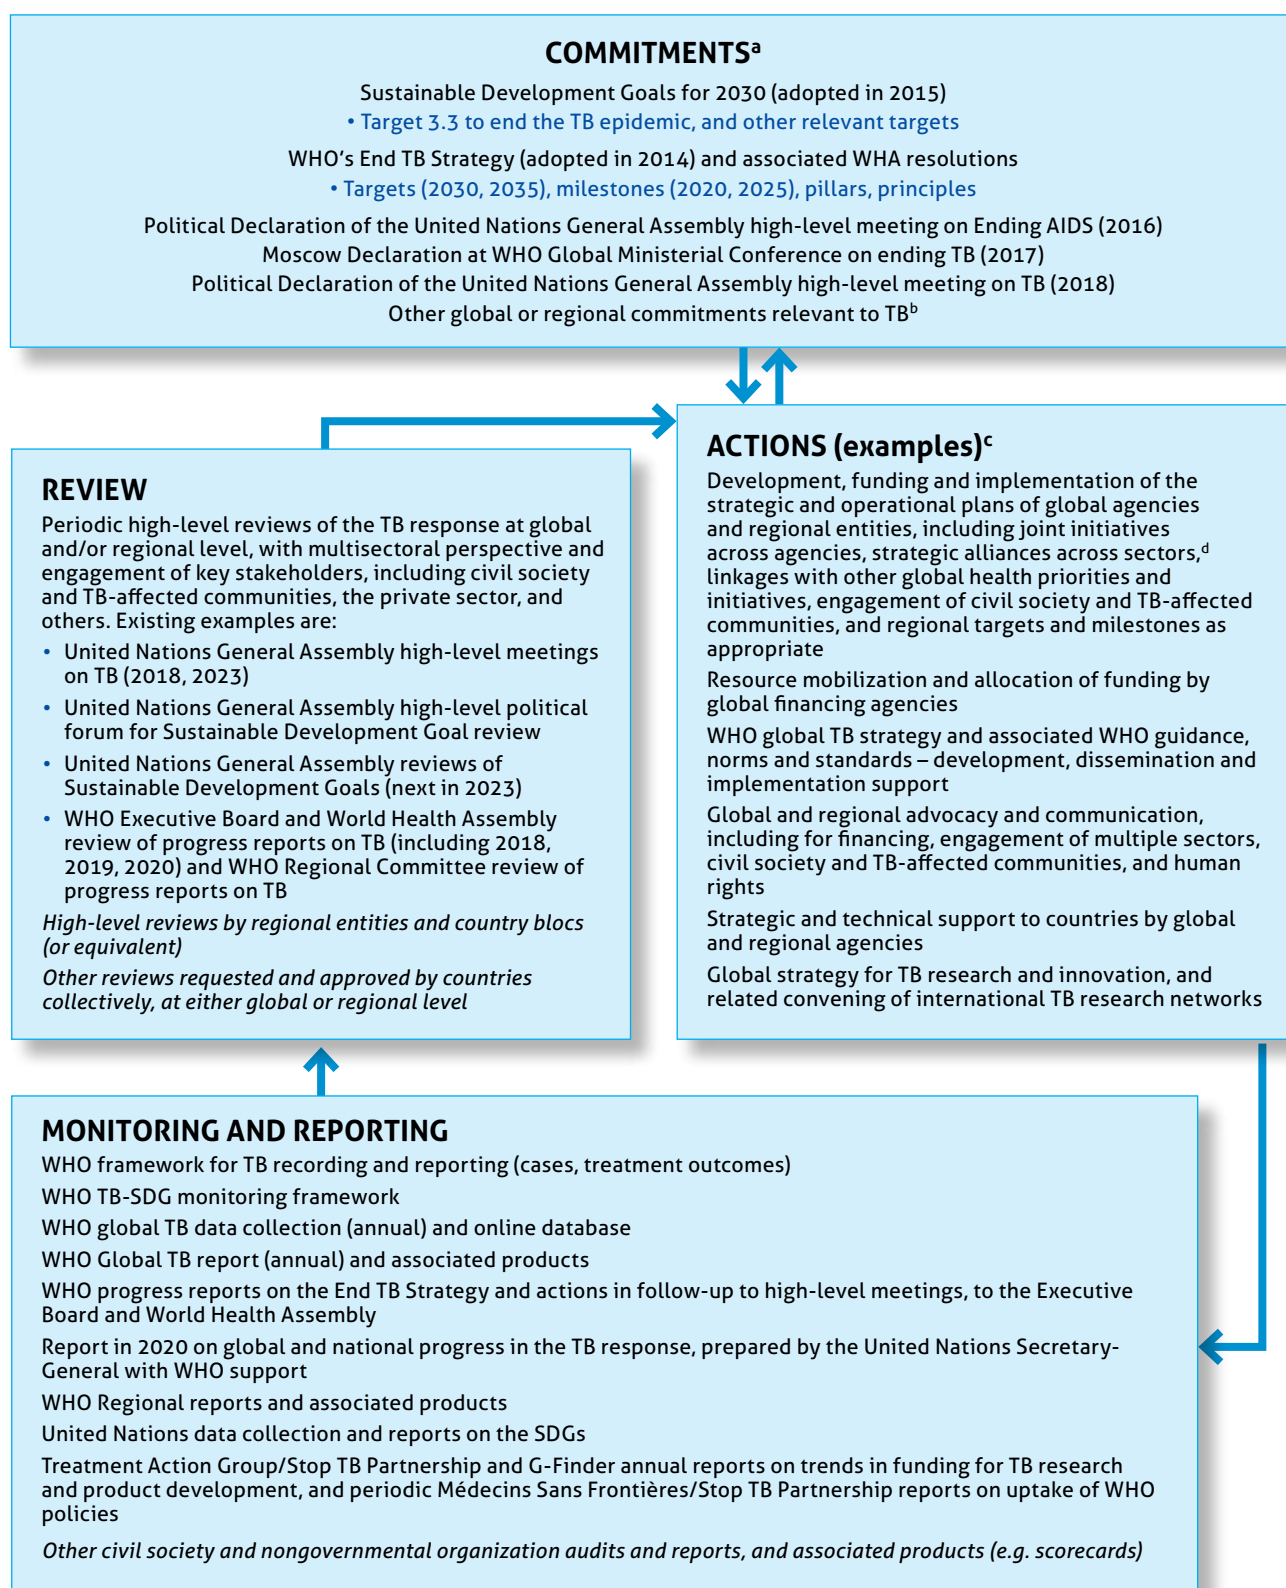 COMMITMENTSᵃ
Sustainable Development Goals for 2030 (adopted in 2015)
• Target 3.3 to end the TB epidemic, and other relevant targets
WHO’s End TB Strategy (adopted in 2014) and associated WHA resolutions
• Targets (2030, 2035), milestones (2020, 2025), pillars, principles
Political Declaration of the United Nations General Assembly high-level meeting on Ending AIDS (2016)
Moscow Declaration at WHO Global Ministerial Conference on ending TB (2017)
Political Declaration of the United Nations General Assembly high-level meeting on TB (2018)
Other global or regional commitments relevant to TBᵇ
REVIEW
Periodic high-level reviews of the TB response at global
and/or regional level, with multisectoral perspective and
engagement of key stakeholders, including civil society
and TB-affected communities, the private sector, and
others. Existing examples are:
• United Nations General Assembly high-level meetings
on TB (2018, 2023)
• United Nations General Assembly high-level political
forum for Sustainable Development Goal review
• United Nations General Assembly reviews of
Sustainable Development Goals (next in 2023)
• WHO Executive Board and World Health Assembly
review of progress reports on TB (including 2018,
2019, 2020) and WHO Regional Committee review of
progress reports on TB
High-level reviews by regional entities and country blocs
(or equivalent)
Other reviews requested and approved by countries
collectively, at either global or regional level
ACTIONS (examples)ᶜ
Development, funding and implementation of the
strategic and operational plans of global agencies
and regional entities, including joint initiatives
across agencies, strategic alliances across sectors,ᵈ
linkages with other global health priorities and
initiatives, engagement of civil society and TB-affected
communities, and regional targets and milestones as
appropriate
Resource mobilization and allocation of funding by
global financing agencies
WHO global TB strategy and associated WHO guidance,
norms and standards – development, dissemination and
implementation support
Global and regional advocacy and communication,
including for financing, engagement of multiple sectors,
civil society and TB-affected communities, and human
rights
Strategic and technical support to countries by global
and regional agencies
Global strategy for TB research and innovation, and
related convening of international TB research networks
MONITORING AND REPORTING
WHO framework for TB recording and reporting (cases, treatment outcomes)
WHO TB-SDG monitoring framework
WHO global TB data collection (annual) and online database
WHO Global TB report (annual) and associated products
WHO progress reports on the End TB Strategy and actions in follow-up to high-level meetings, to the Executive
Board and World Health Assembly
Report in 2020 on global and national progress in the TB response, prepared by the United Nations Secretary-
General with WHO support
WHO Regional reports and associated products
United Nations data collection and reports on the SDGs
Treatment Action Group/Stop TB Partnership and G-Finder annual reports on trends in funding for TB research
and product development, and periodic Médecins Sans Frontières/Stop TB Partnership reports on uptake of WHO
policies
Other civil society and nongovernmental organization audits and reports, and associated products (e.g. scorecards)